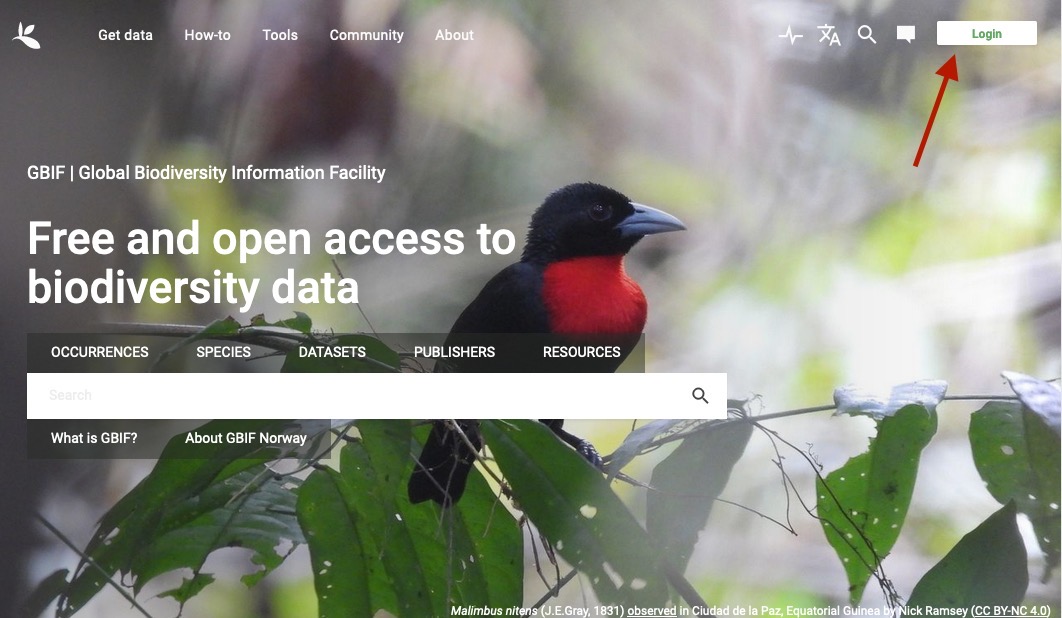 Get data How-to Tools Community About Login
GBIF | Global Biodiversity Information Facility
Free and open access to
biodiversity data
OCCURRENCES SPECIES DATASETS PUBLISHERS RESOURCES
Search
What is GBIF? About GBIF Norway
Malimbus nitens (J.E.Gray, 1831) observed in Ciudad de la Paz, Equatorial Guinea by Nick Ramsey (CC BY-NC 4.0)